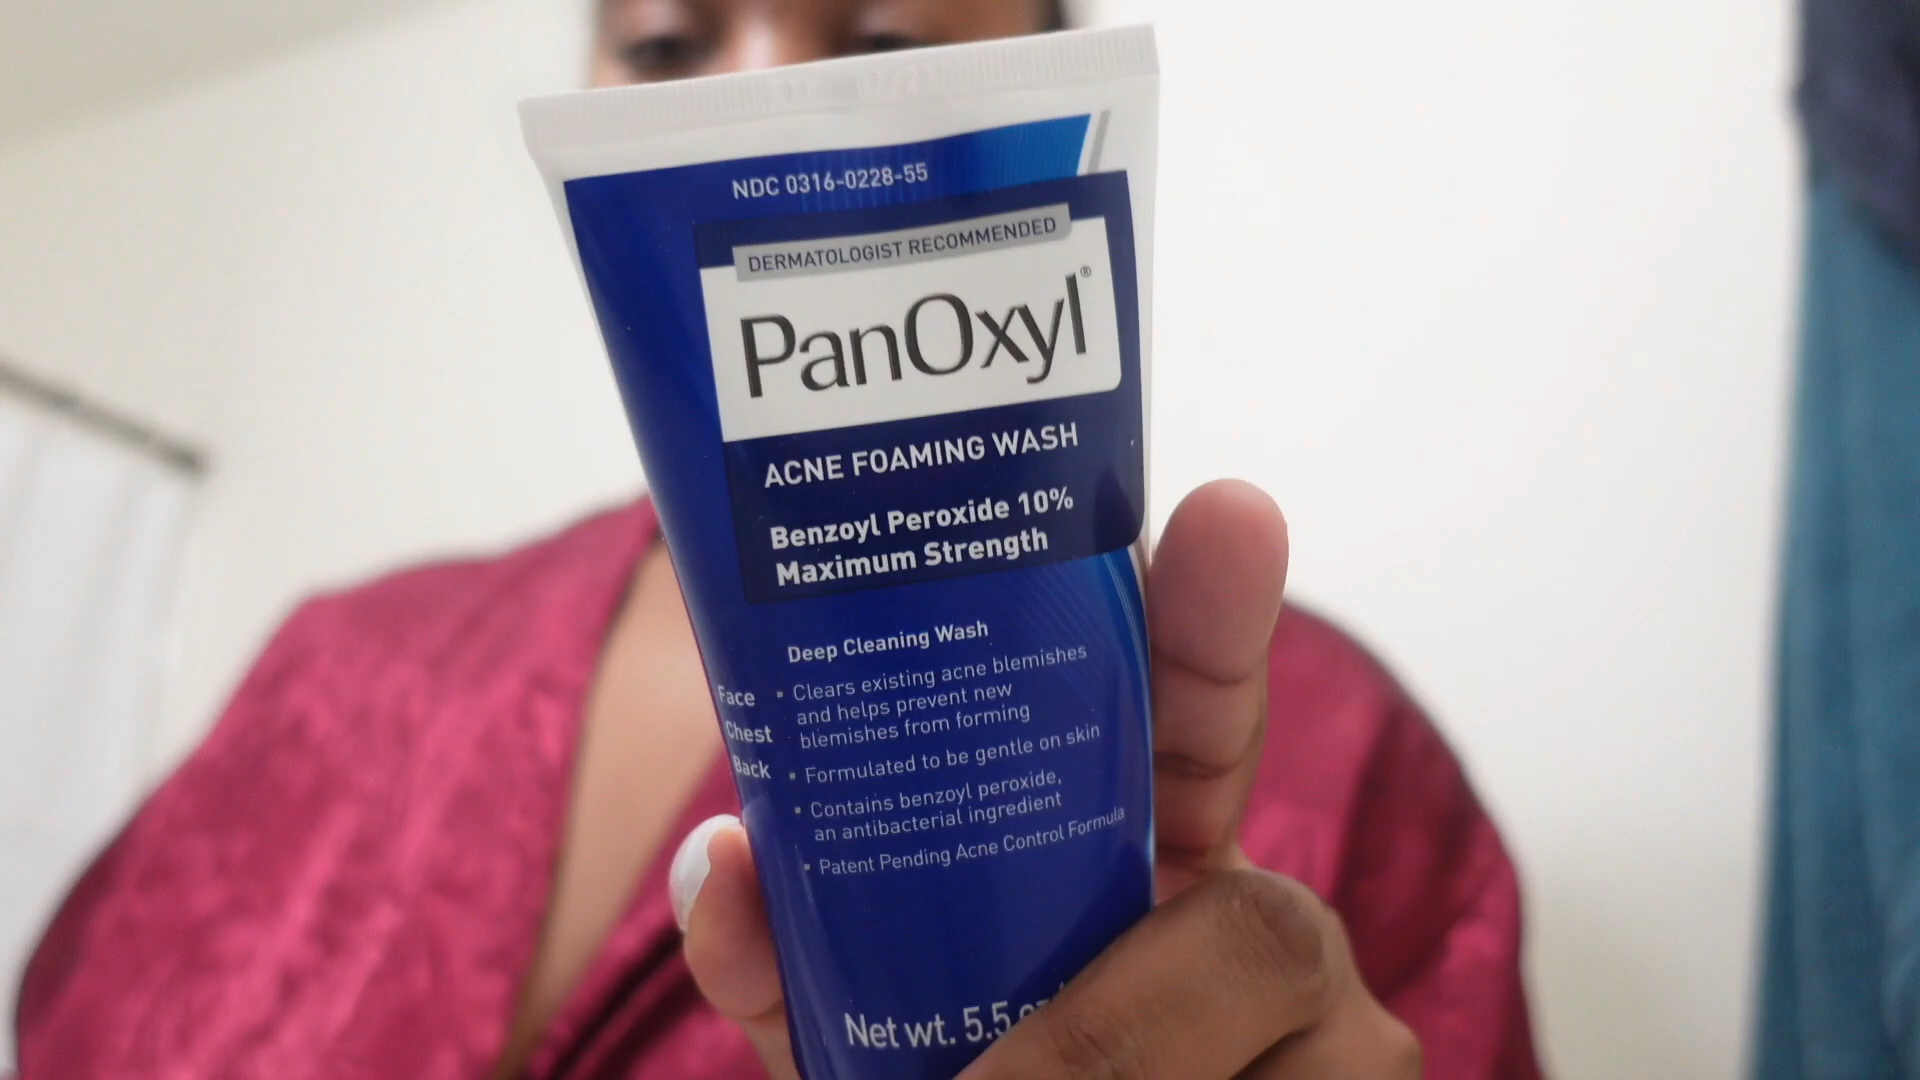 NDC 0316-0228-55
DERMATOLOGIST RECOMMENDED
PanOxyl®
ACNE FOAMING WASH
Benzoyl Peroxide 10%
Maximum Strength
Deep Cleaning Wash
Face
Chest
Back
▪ Clears existing acne blemishes
and helps prevent new
blemishes from forming
▪ Formulated to be gentle on skin
▪ Contains benzoyl peroxide,
an antibacterial ingredient
▪ Patent Pending Acne Control Formula
Net wt. 5.5